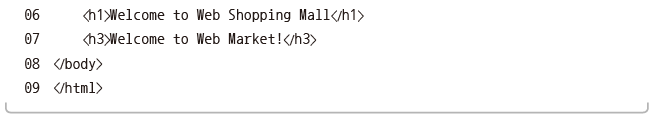 06 <h1>Welcome to Web Shopping Mall</h1>
07 <h3>Welcome to Web Market!</h3>
08 </body>
09 </html>